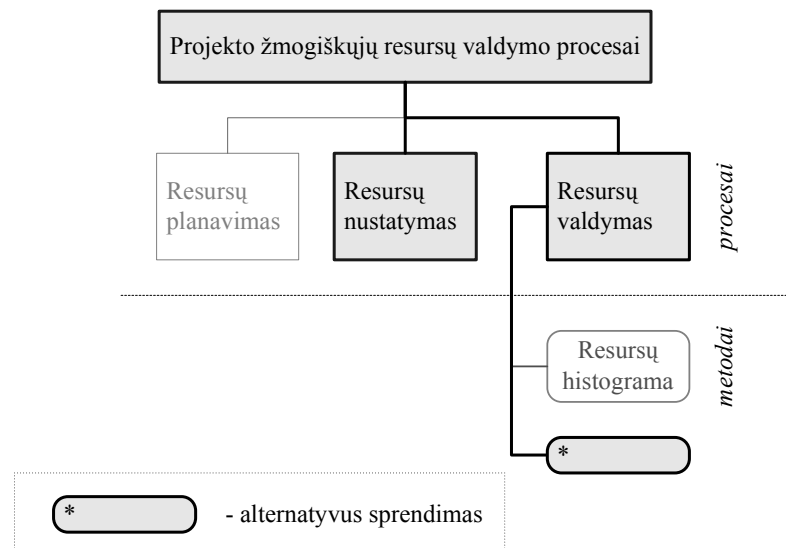 Projekto žmogiškųjų resursų valdymo procesai
Resursų
planavimas
Resursų
nustatymas
Resursų
valdymas
procesai
Resursų
histograma
metodai
*
* - alternatyvus sprendimas